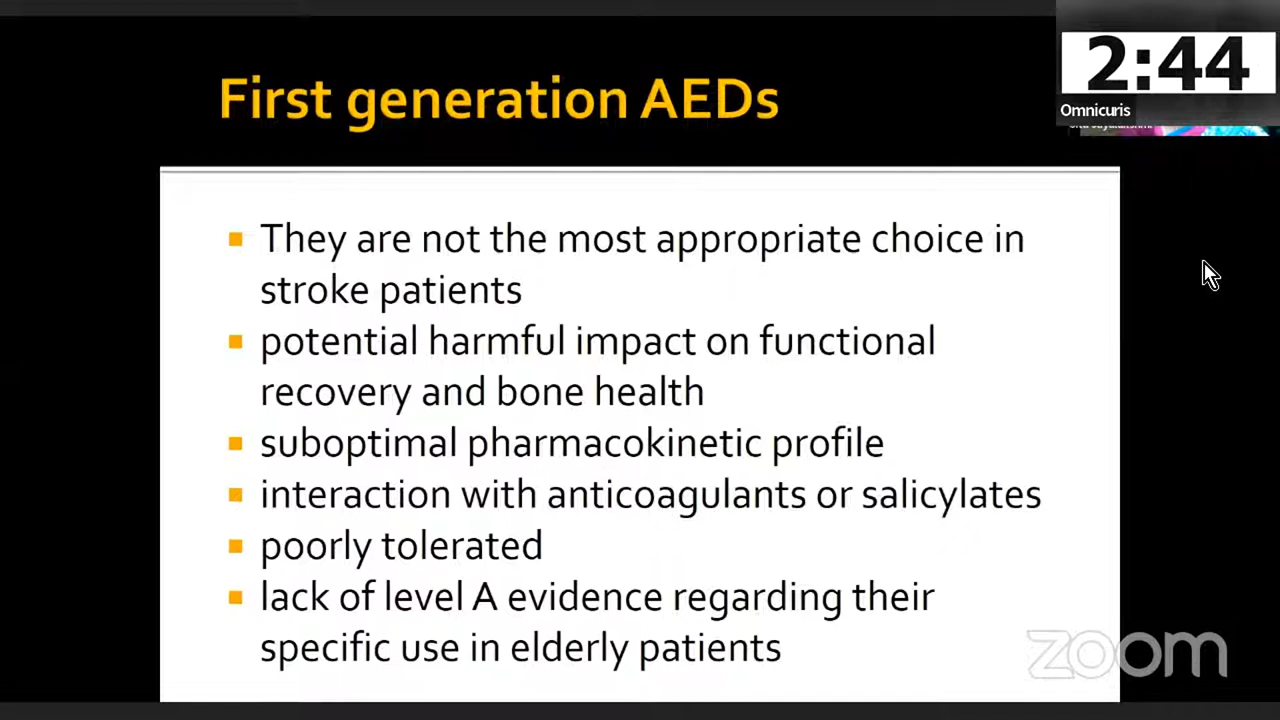 First generation AEDs
2:44
Omnicuris
They are not the most appropriate choice in
stroke patients
potential harmful impact on functional
recovery and bone health
suboptimal pharmacokinetic profile
interaction with anticoagulants or salicylates
poorly tolerated
lack of level A evidence regarding their
specific use in elderly patients
zoom